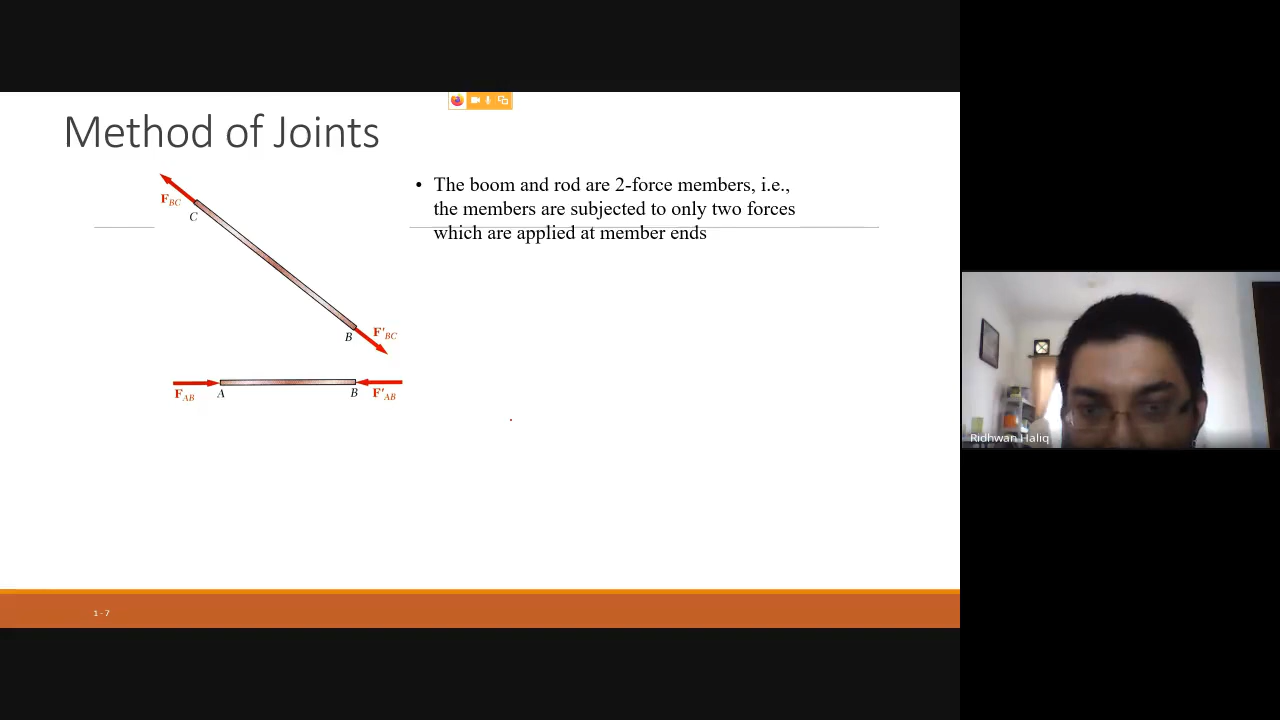 Method of Joints
F_BC
C
• The boom and rod are 2-force members, i.e.,
the members are subjected to only two forces
which are applied at member ends
B
F'_BC
F_AB
A
B
F'_AB
Ridhwan Haliq
1 - 7